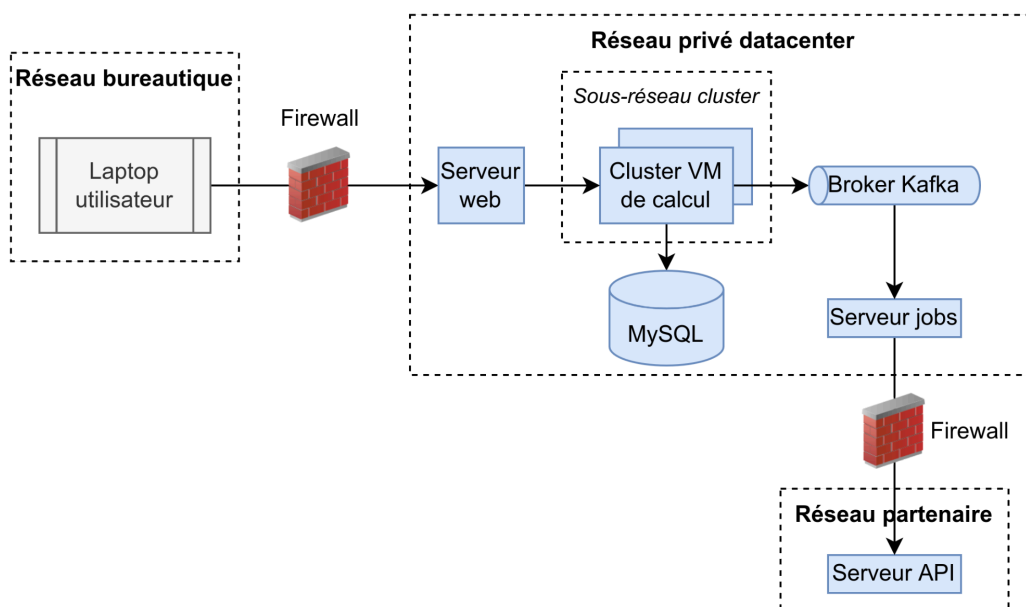 Réseau privé datacenter
Réseau bureautique
Sous-réseau cluster
Firewall
Laptop
utilisateur
Serveur
web
Cluster VM
de calcul
Broker Kafka
MySQL
Serveur jobs
Firewall
Réseau partenaire
Serveur API